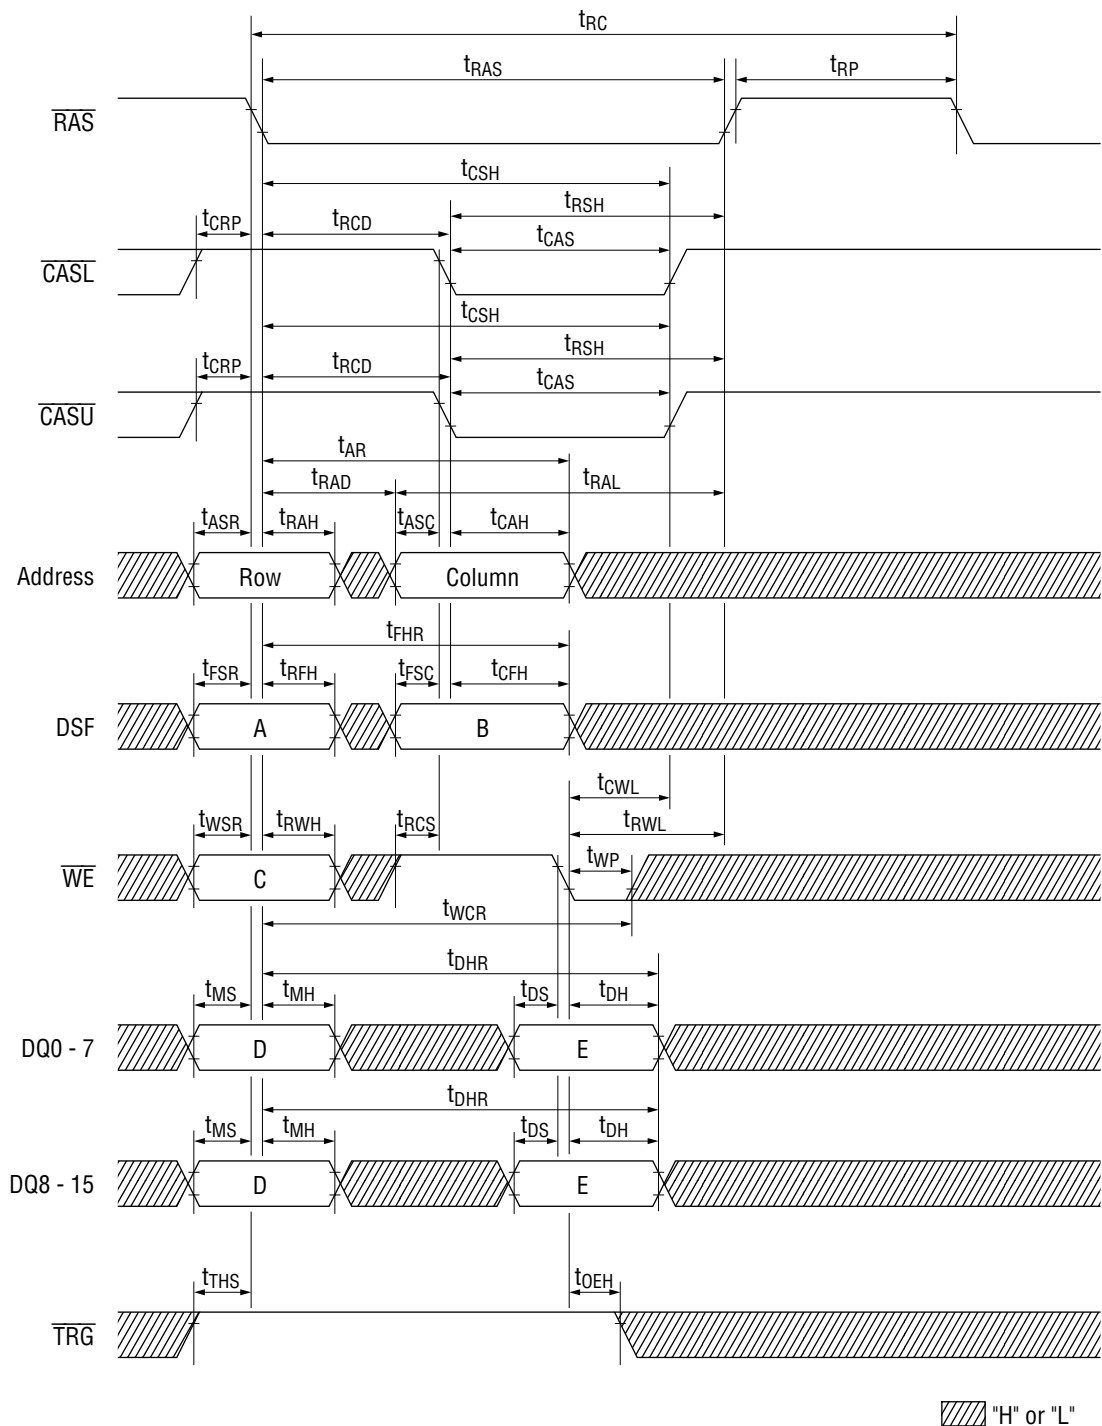 tRC
tRAS tRP
RAS
tCSH
tRSH
tCRP tRCD tCAS
CASL
tCSH
tRSH
tCRP tRCD tCAS
CASU
tAR
tRAD tRAL
tASR tRAH tASC tCAH
Address Row Column
tFHR
tFSR tRFH tFSC tCFH
DSF A B
tCWL
tWSR tRWH tRCS tRWL
tWP
WE C
tWCR
tDHR
tMS tMH tDS tDH
DQ0 - 7 D E
tDHR
tMS tMH tDS tDH
DQ8 - 15 D E
tTHS tOEH
TRG
"H" or "L"